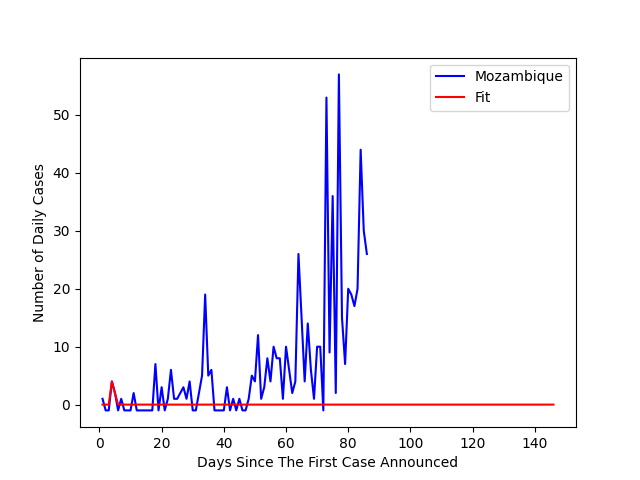 Mozambique
Fit
Number of Daily Cases
50
40
30
20
10
0
0 20 40 60 80 100 120 140
Days Since The First Case Announced